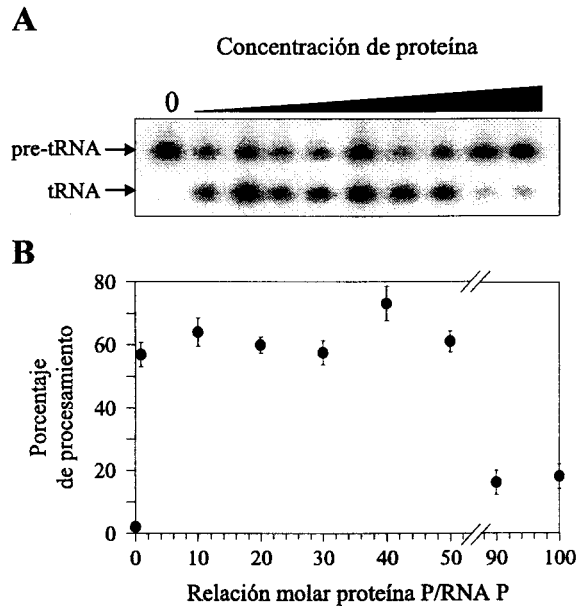 A
Concentración de proteína
0
pre-tRNA
tRNA
B
Porcentaje
de procesamiento
80
60
40
20
0
0 10 20 30 40 50 90 100
Relación molar proteína P/RNA P